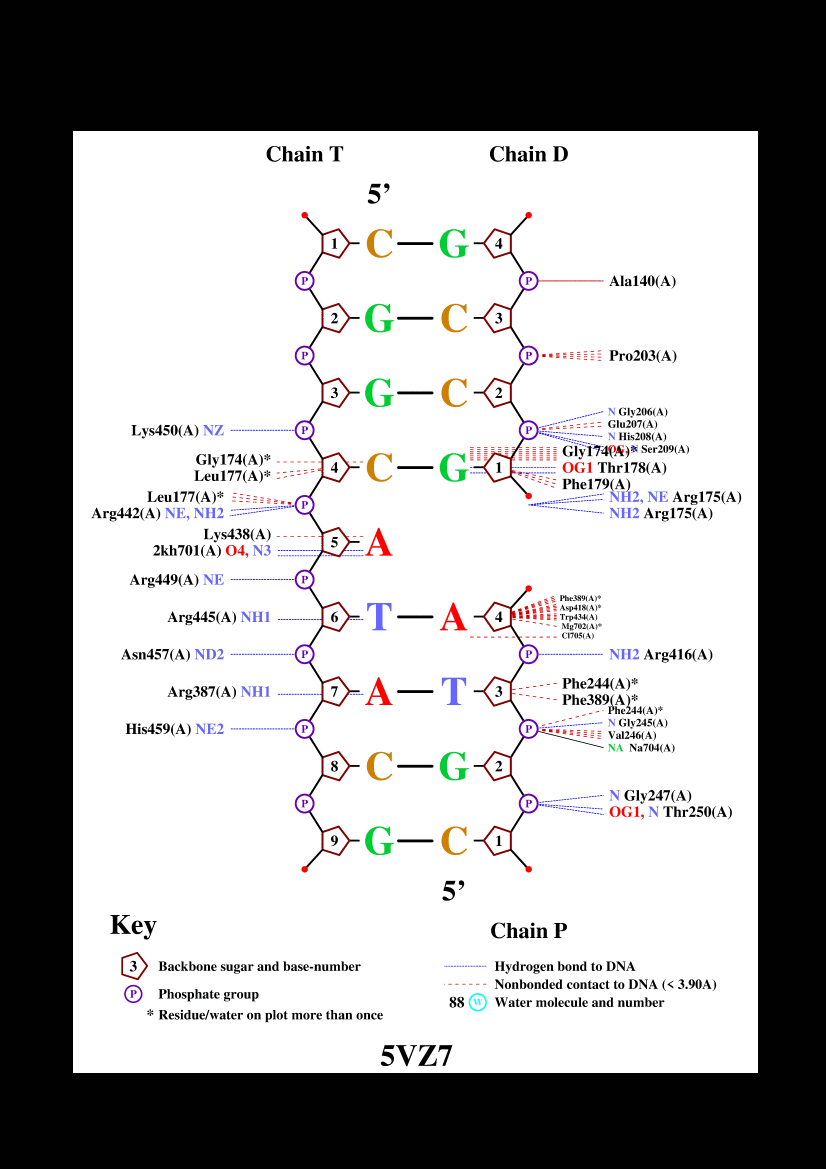 Chain T Chain D
5’
1 C G 4
P P Ala140(A)
2 G C 3
P P Pro203(A)
3 G C 2
N Gly206(A)
Glu207(A)
Lys450(A) NZ P P N His208(A)
N Ser209(A)
Gly174(A)* Gly174(A)*
4 C G 1 OG1 Thr178(A)
Leu177(A)* Phe179(A)
Leu177(A)* NH2, NE Arg175(A)
P
Arg442(A) NE, NH2 NH2 Arg175(A)
Lys438(A)
5 A
2kh701(A) O4, N3
Arg449(A) NE P
Phe389(A)*
Asp418(A)*
Arg445(A) NH1 6 T A 4 Trp434(A)
Mg702(A)*
Cl705(A)
Asn457(A) ND2 P P NH2 Arg416(A)
Phe244(A)*
Arg387(A) NH1 7 A T 3
Phe389(A)*
Phe244(A)*
N Gly245(A)
His459(A) NE2 P P Val246(A)
NA Na704(A)
8 C G 2
N Gly247(A)
P P
OG1, N Thr250(A)
9 G C 1
5’
Key
Chain P
3 Backbone sugar and base-number
Hydrogen bond to DNA
P Phosphate group
Nonbonded contact to DNA (< 3.90A)
88 W Water molecule and number
* Residue/water on plot more than once
5VZ7